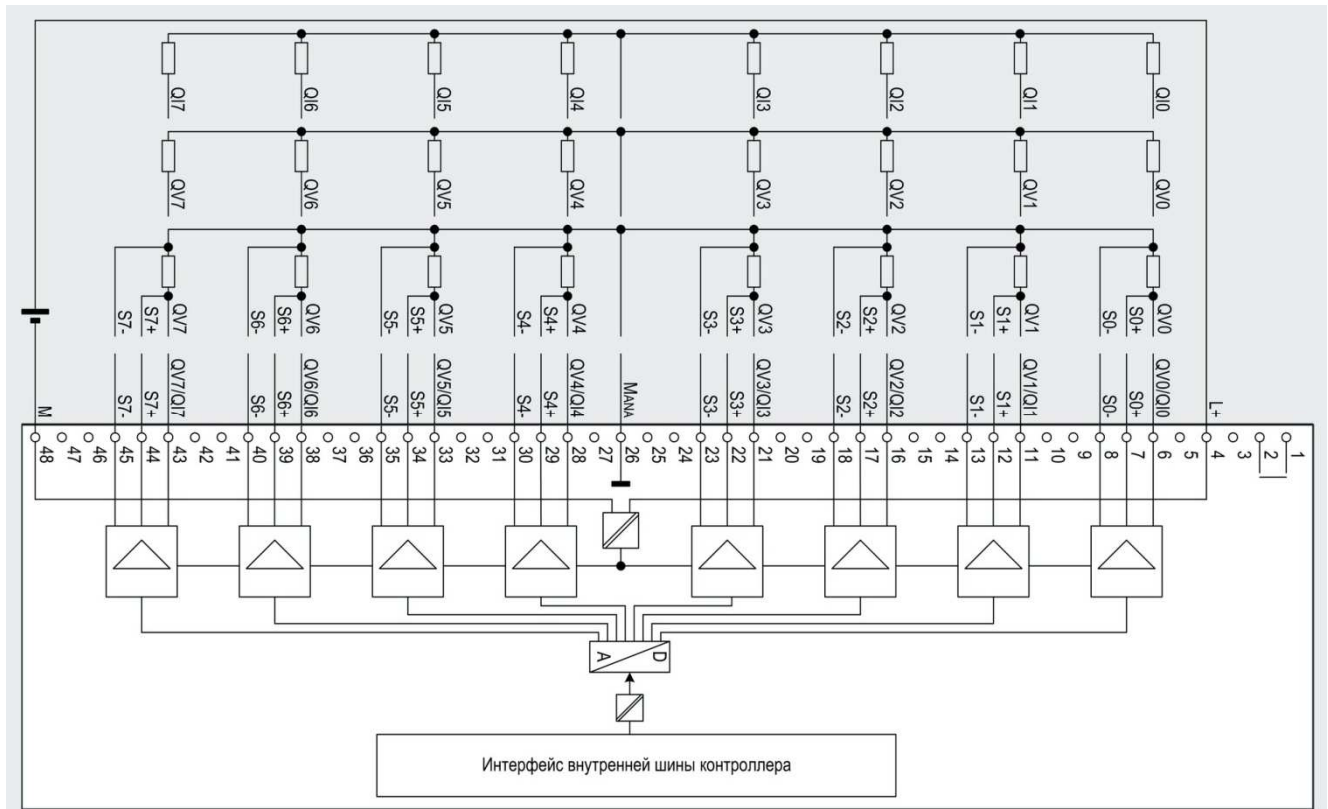 QI7 QI6 QI5 QI4 QI3 QI2 QI1 QI0
QV7 QV6 QV5 QV4 QV3 QV2 QV1 QV0
S7- S7+ QV7 S6- S6+ QV6 S5- S5+ QV5 S4- S4+ QV4 S3- S3+ QV3 S2- S2+ QV2 S1- S1+ QV1 S0- S0+ QV0
M S7- S7+ QV7/QI7 S6- S6+ QV6/QI6 S5- S5+ QV5/QI5 S4- S4+ QV4/QI4 MANA S3- S3+ QV3/QI3 S2- S2+ QV2/QI2 S1- S1+ QV1/QI1 S0- S0+ QV0/QI0 L+
48 47 46 45 44 43 42 41 40 39 38 37 36 35 34 33 32 31 30 29 28 27 26 25 24 23 22 21 20 19 18 17 16 15 14 13 12 11 10 9 8 7 6 5 4 3 2 1
A D
Интерфейс внутренней шины контроллера